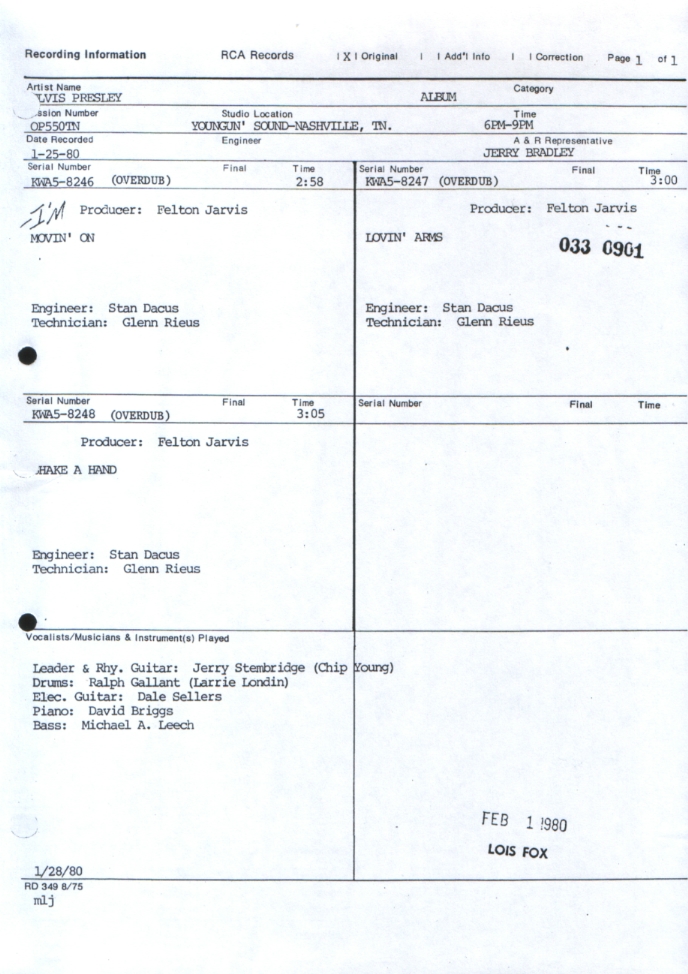 Recording Information RCA Records | X | Original | | Add'l Info | | Correction Page 1 of 1
Artist Name Category
LVIS PRESLEY ALBUM
ssion Number Studio Location Time
OP550TN YOUNGUN' SOUND-NASHVILLE, TN. 6PM-9PM
Date Recorded Engineer A & R Representative
1-25-80 JERRY BRADLEY
Serial Number Final Time
KWA5-8246 (OVERDUB) 2:58
I'M Producer: Felton Jarvis
MOVIN' ON
Engineer: Stan Dacus
Technician: Glenn Rieus
Serial Number Final Time
KWA5-8247 (OVERDUB) 3:00
Producer: Felton Jarvis
LOVIN' ARMS
033 0901
Engineer: Stan Dacus
Technician: Glenn Rieus
Serial Number Final Time
KWA5-8248 (OVERDUB) 3:05
Producer: Felton Jarvis
HAKE A HAND
Engineer: Stan Dacus
Technician: Glenn Rieus
Serial Number Final Time
Vocalists/Musicians & Instrument(s) Played
Leader & Rhy. Guitar: Jerry Stembridge (Chip Young)
Drums: Ralph Gallant (Larrie Londin)
Elec. Guitar: Dale Sellers
Piano: David Briggs
Bass: Michael A. Leech
FEB 1 1980
LOIS FOX
1/28/80
RD 349 8/75
mlj